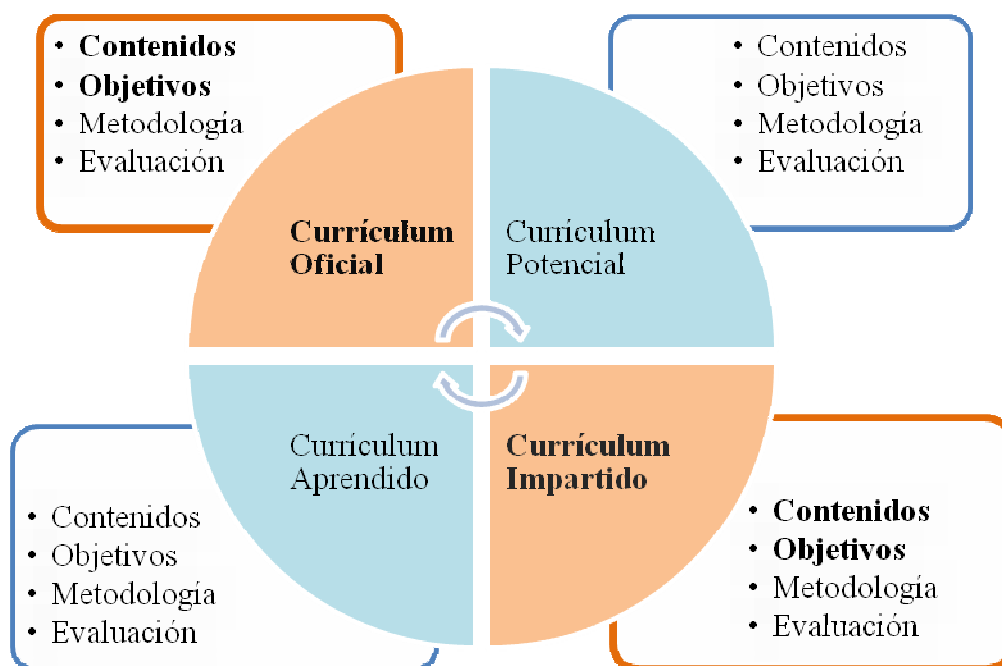 • Contenidos
• Objetivos
• Metodología
• Evaluación
• Contenidos
• Objetivos
• Metodología
• Evaluación
Currículum
Oficial
Currículum
Potencial
Currículum
Aprendido
Currículum
Impartido
• Contenidos
• Objetivos
• Metodología
• Evaluación
• Contenidos
• Objetivos
• Metodología
• Evaluación